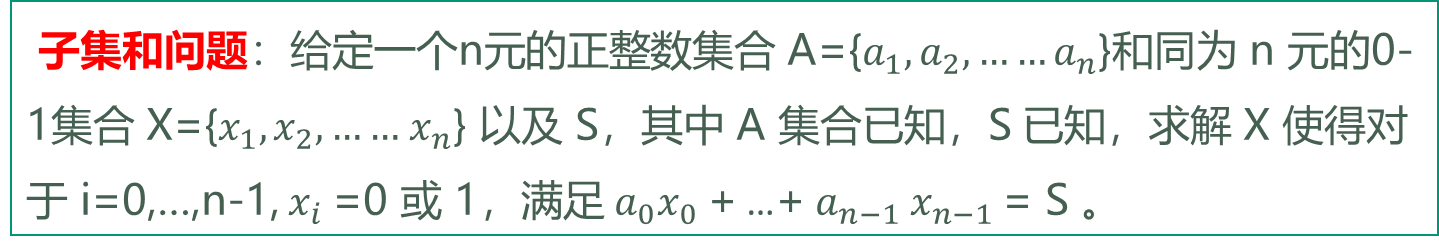 子集和问题：给定一个n元的正整数集合 A={𝑎₁, 𝑎₂, … … 𝑎ₙ}和同为 n 元的0-
1集合 X={𝑥₁, 𝑥₂, … … 𝑥ₙ} 以及 S，其中 A 集合已知，S 已知，求解 X 使得对
于 i=0,...,n-1, 𝑥ᵢ =0 或 1，满足 𝑎₀𝑥₀ + ...+ 𝑎ₙ₋₁ 𝑥ₙ₋₁ = S 。